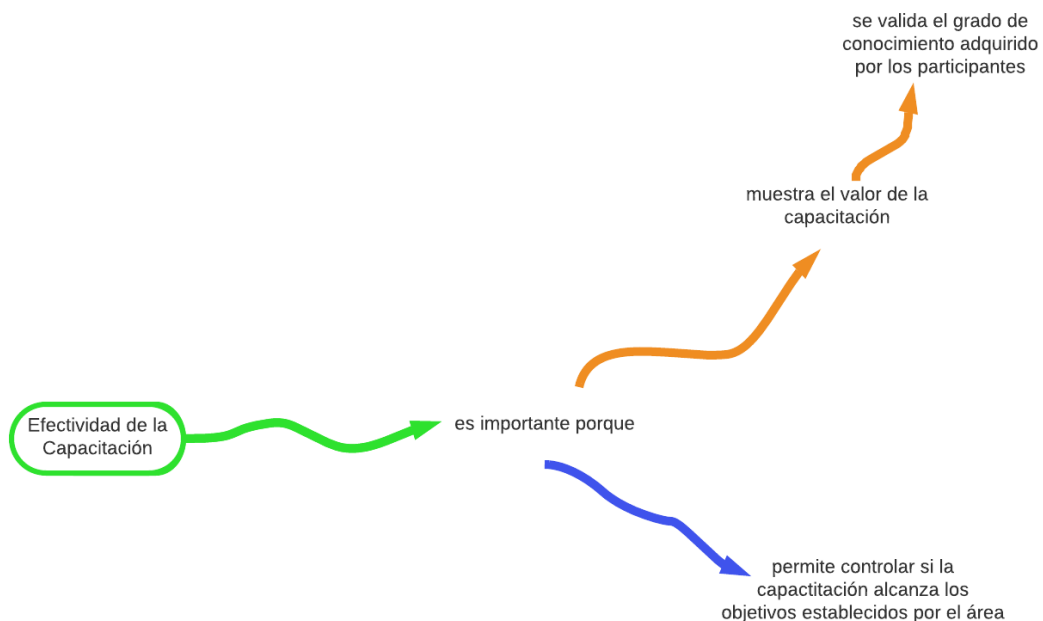 se valida el grado de
conocimiento adquirido
por los participantes
muestra el valor de la
capacitación
Efectividad de la
Capacitación
es importante porque
permite controlar si la
capactitación alcanza los
objetivos establecidos por el área